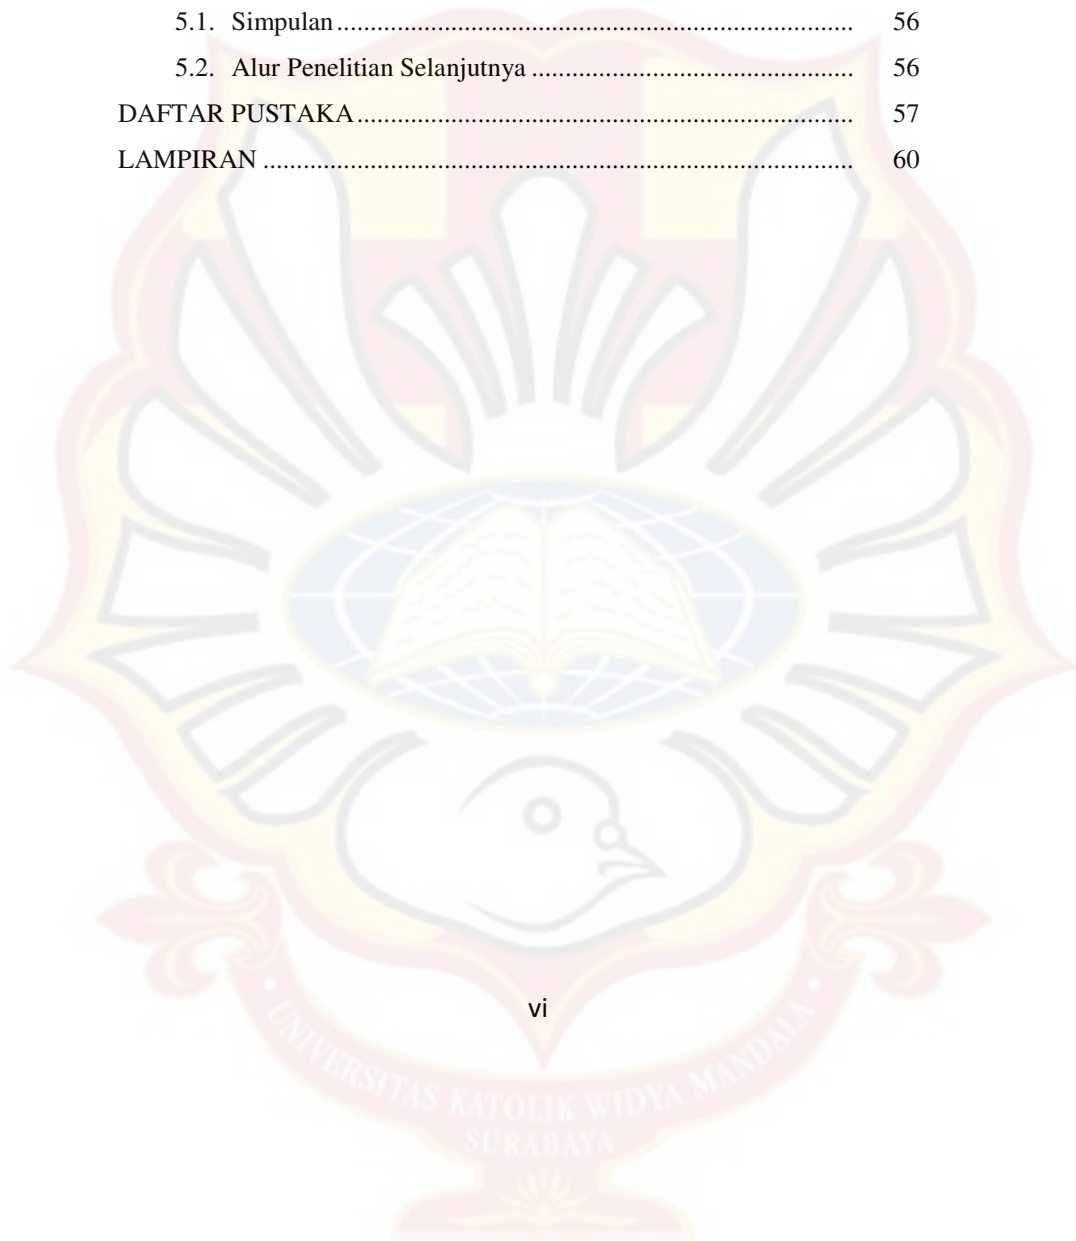 5.1. Simpulan ............................................................................. 56
5.2. Alur Penelitian Selanjutnya ................................................ 56
DAFTAR PUSTAKA .......................................................................... 57
LAMPIRAN ........................................................................................ 60
vi
UNIVERSITAS KATOLIK WIDYA MANDALA
SURABAYA